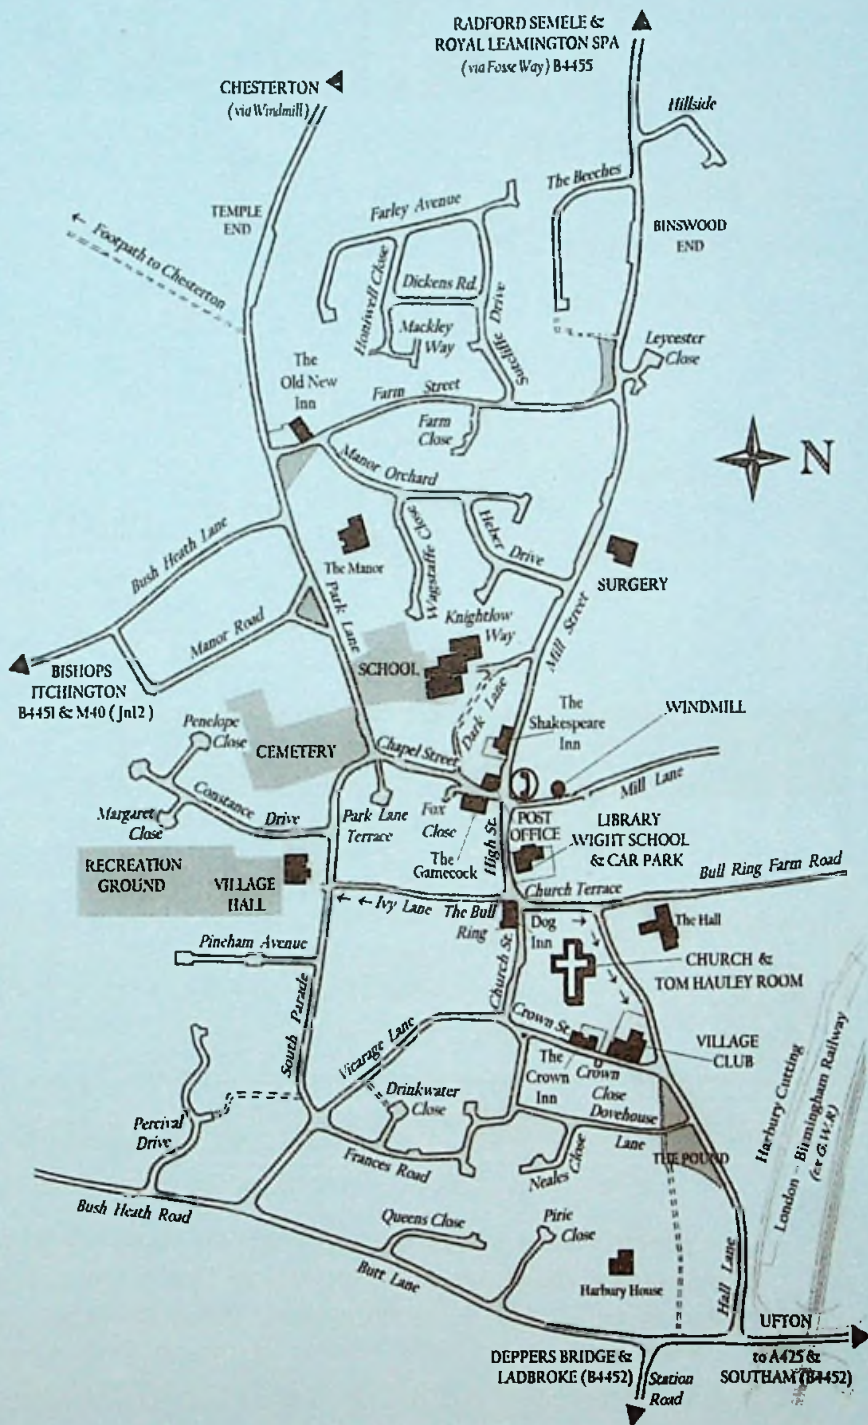 RADFORD SEMELE &
ROYAL LEAMINGTON SPA
(via Fosse Way) B4455
CHESTERTON
(via Windmill)
Hillside
The Beeches
TEMPLE
END
Farley Avenue
BINSWOOD
END
← Footpath to Chesterton
Honiwell Close
Dickens Rd.
Sutcliffe Drive
Mackley
Way
Leycester
Close
The
Old New
Inn
Farm Street
Farm
Close
N
Manor Orchard
Bush Heath Lane
Wagstaffe Close
Heber Drive
The Manor
SURGERY
Park Lane
Mill Street
Manor Road
Knightlow
Way
SCHOOL
BISHOPS
ITCHINGTON
B4451 & M40 (Jn12)
Dark Lane
The
Shakespeare
Inn
WINDMILL
Penelope
Close
CEMETERY
Chapel Street
Mill Lane
Constance Drive
Margaret
Close
Park Lane
Terrace
Fox
Close
POST
OFFICE
LIBRARY
WIGHT SCHOOL
& CAR PARK
The
Gamecock
High St.
RECREATION
GROUND
VILLAGE
HALL
Bull Ring Farm Road
Church Terrace
← ← Ivy Lane
The Bull
Ring
Dog
Inn
The Hall
Pineham Avenue
Church St.
CHURCH &
TOM HAULEY ROOM
South Parade
Vicarage Lane
Crown St.
VILLAGE
CLUB
The
Crown
Inn
Crown
Close
Drinkwater
Close
Dovehouse
Lane
Percival
Drive
Harbury Cutting
London - Birmingham Railway
(ex G.W.R)
Frances Road
Neales Close
THE POUND
Bush Heath Road
Queens Close
Pirie
Close
Butt Lane
Harbury House
Hall Lane
UFTON
to A425 &
SOUTHAM (B4452)
DEPPERS BRIDGE &
LADBROKE (B4452)
Station
Road